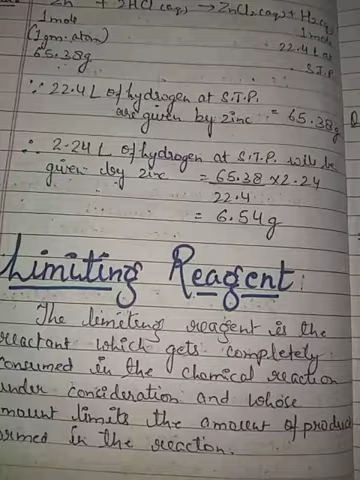 Zn + 2HCl (aq) → ZnCl2 (aq) + H2(g)
1 mole 1 mole
(1 gm. atom) 22.4 L at
65.38g S.T.P.
∵ 22.4 L of hydrogen at S.T.P.
are given by zinc = 65.38g
∴ 2.24L of hydrogen at S.T.P. will be
given by zinc = 65.38 × 2.24
22.4
= 6.54g
Limiting Reagent:
The limiting reagent is the
reactant which gets completely
consumed in the chemical reaction
under concideration and whose
amount limits the amount of product
formed in the reaction.